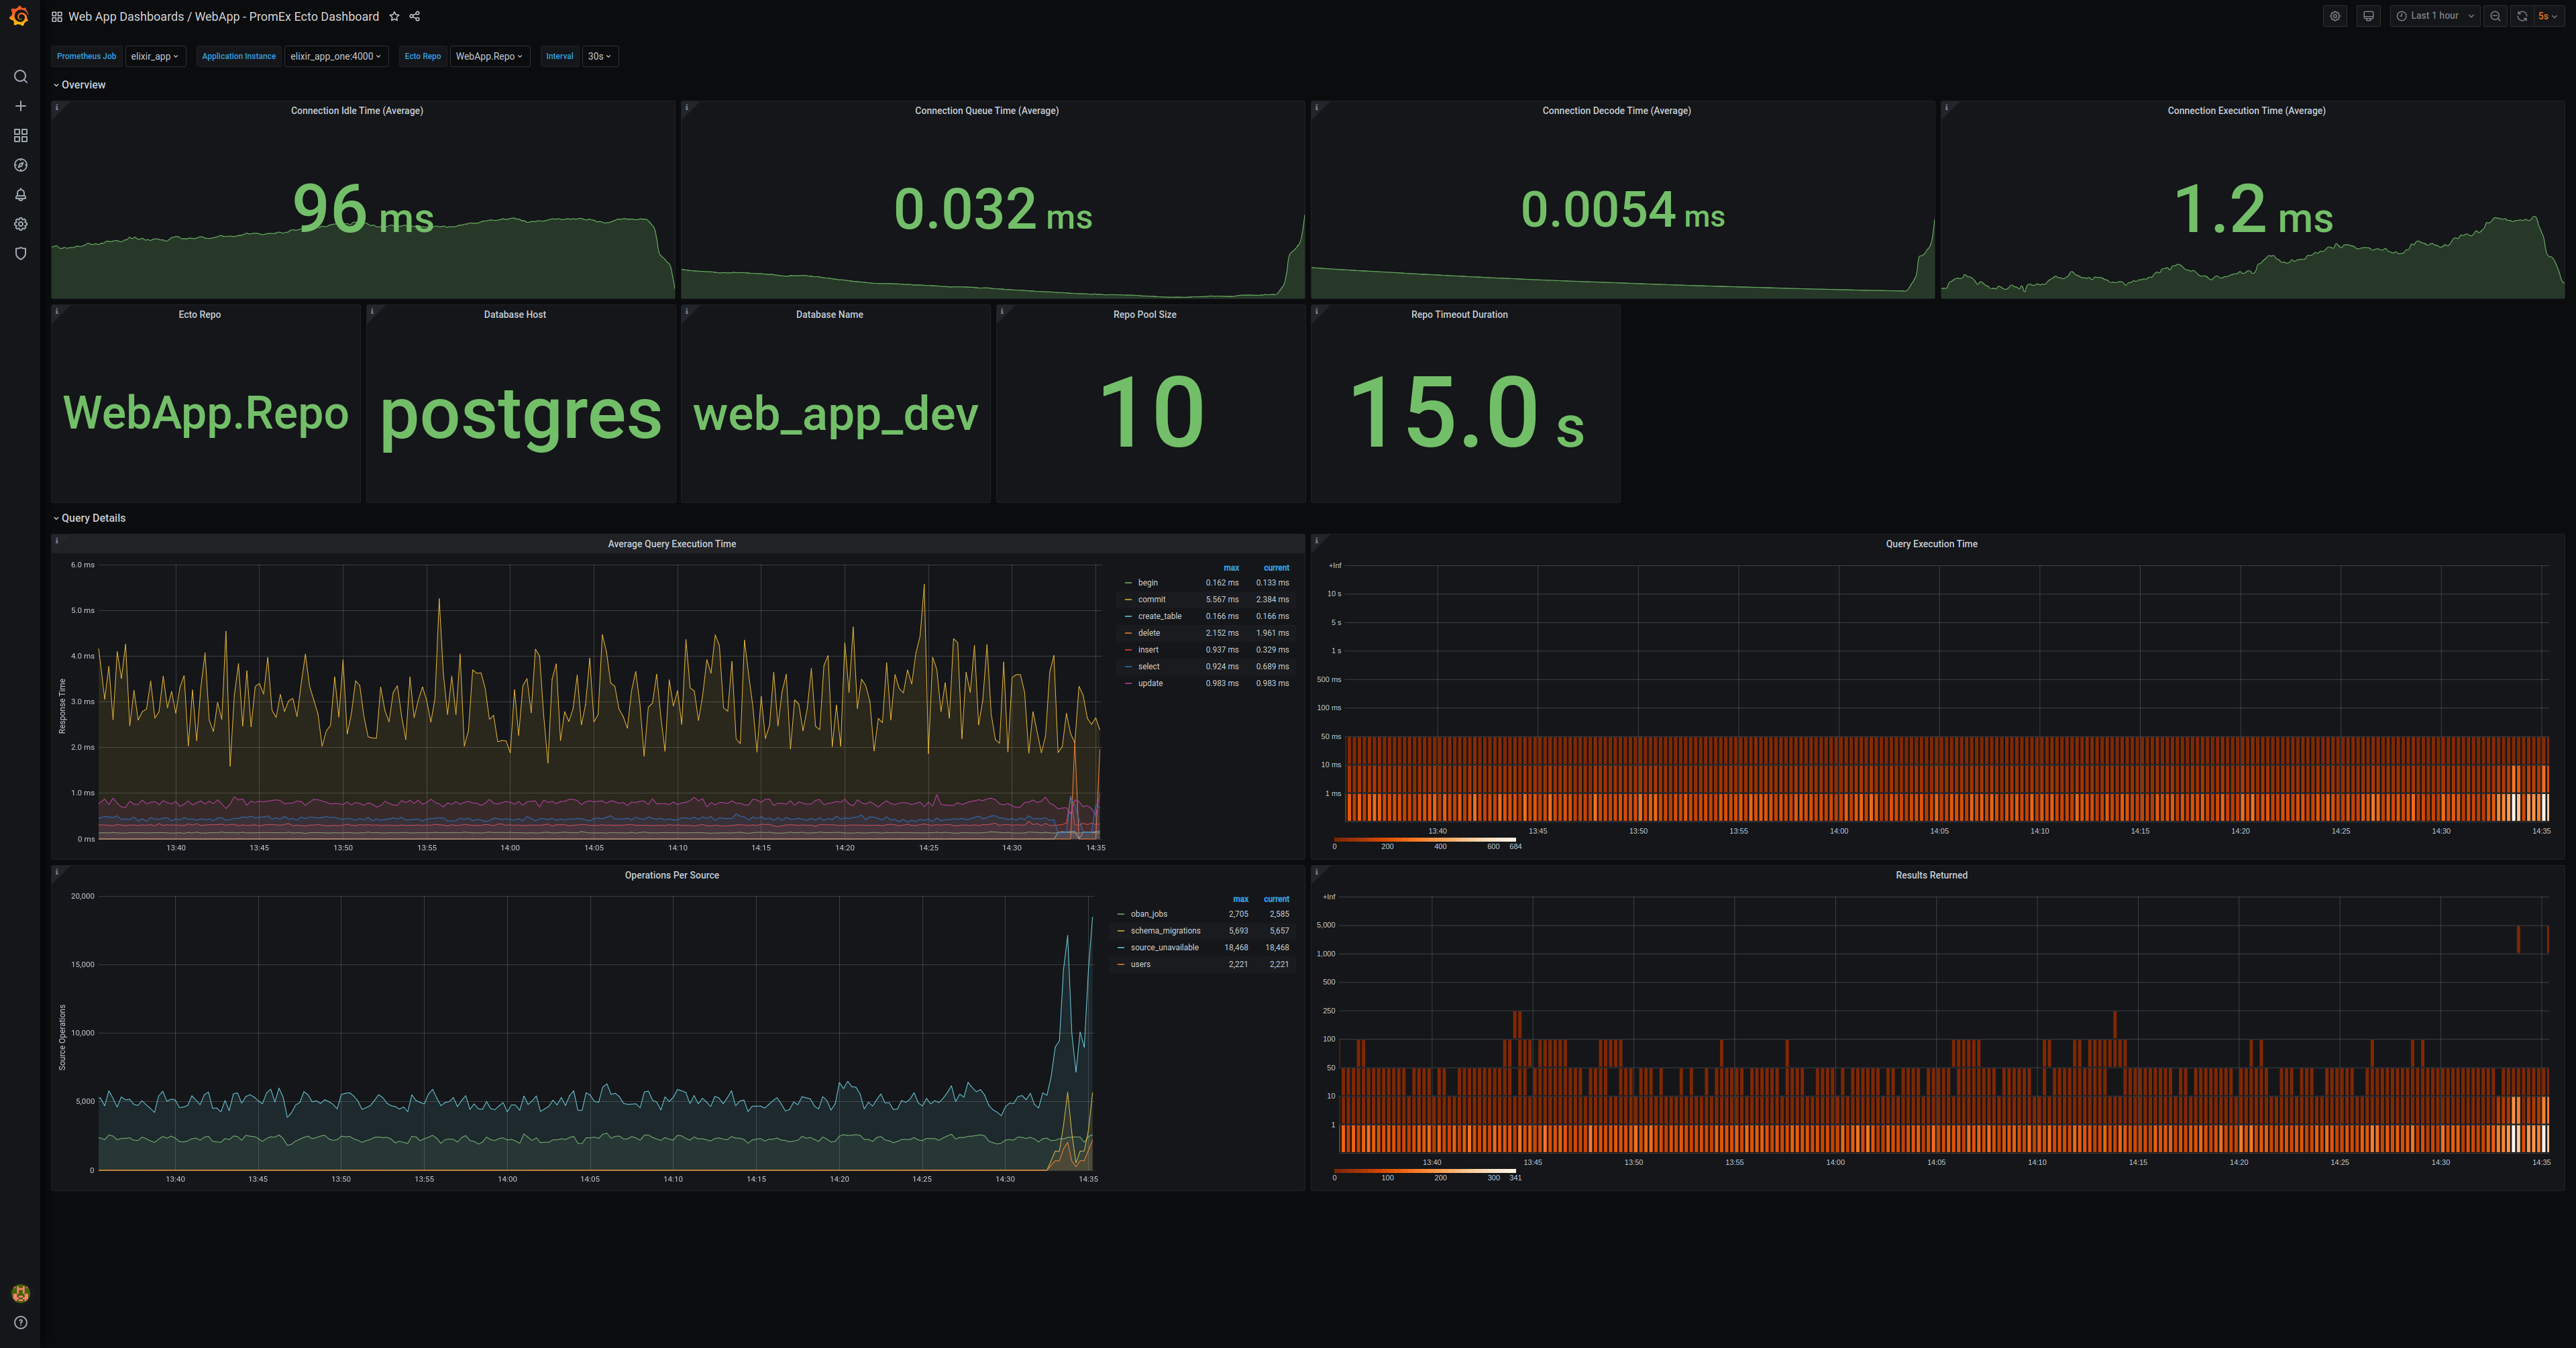 Web App Dashboards / WebApp - PromEx Ecto Dashboard
Last 1 hour
5s
Prometheus Job elixir_app Application Instance elixir_app_one:4000 Ecto Repo WebApp.Repo Interval 30s
Overview
Connection Idle Time (Average)
96 ms
Connection Queue Time (Average)
0.032 ms
Connection Decode Time (Average)
0.0054 ms
Connection Execution Time (Average)
1.2 ms
Ecto Repo
WebApp.Repo
Database Host
postgres
Database Name
web_app_dev
Repo Pool Size
10
Repo Timeout Duration
15.0 s
Query Details
Average Query Execution Time
Response Time
6.0 ms
5.0 ms
4.0 ms
3.0 ms
2.0 ms
1.0 ms
0 ms
13:40 13:45 13:50 13:55 14:00 14:05 14:10 14:15 14:20 14:25 14:30 14:35
max current
begin 0.162 ms 0.133 ms
commit 5.567 ms 2.384 ms
create_table 0.166 ms 0.166 ms
delete 2.152 ms 1.961 ms
insert 0.937 ms 0.329 ms
select 0.924 ms 0.689 ms
update 0.983 ms 0.983 ms
Query Execution Time
+Inf
10 s
5 s
1 s
500 ms
100 ms
50 ms
10 ms
1 ms
13:40 13:45 13:50 13:55 14:00 14:05 14:10 14:15 14:20 14:25 14:30 14:35
0 200 400 600 684
Operations Per Source
Source Operations
20,000
15,000
10,000
5,000
0
13:40 13:45 13:50 13:55 14:00 14:05 14:10 14:15 14:20 14:25 14:30 14:35
max current
oban_jobs 2,705 2,585
schema_migrations 5,693 5,657
source_unavailable 18,468 18,468
users 2,221 2,221
Results Returned
+Inf
5,000
1,000
500
250
100
50
10
1
13:40 13:45 13:50 13:55 14:00 14:05 14:10 14:15 14:20 14:25 14:30 14:35
0 100 200 300 341